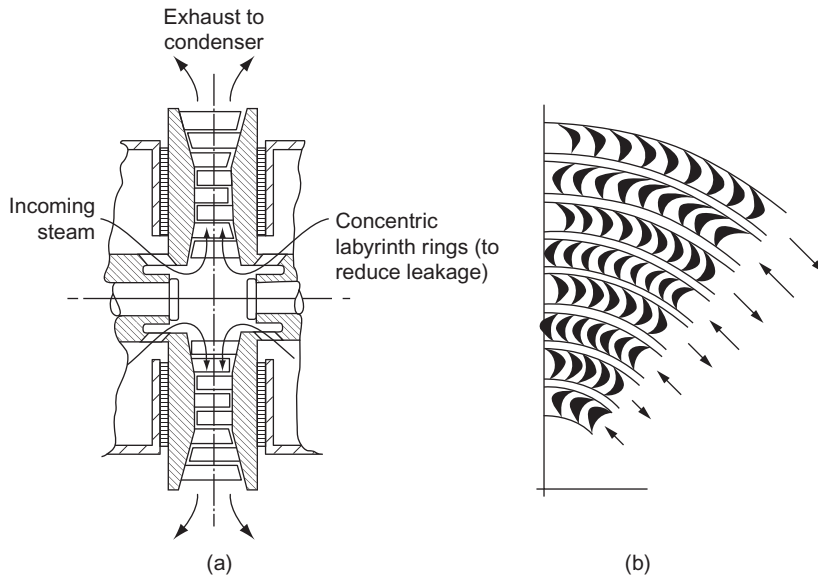 Exhaust to
condenser
Incoming
steam
Concentric
labyrinth rings (to
reduce leakage)
(a)
(b)